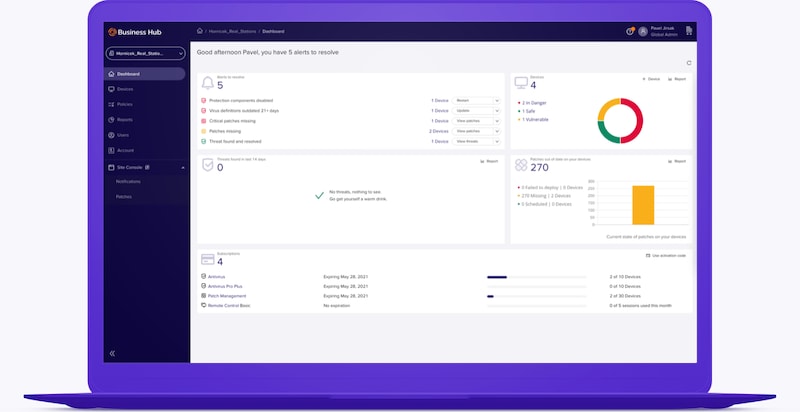 Business Hub
Hornicek_Real_Stations / Dashboard
Pavel Jirsak
Global Admin
Hornicek_Real_Statio...
Good afternoon Pavel, you have 5 alerts to resolve
Dashboard
Devices
Policies
Reports
Users
Account
Site Console
Notifications
Patches
Alerts to resolve
5
Protection components disabled 1 Device Restart
Virus definitions outdated 21+ days 1 Device Update
Critical patches missing 1 Device View patches
Patches missing 2 Devices View patches
Threat found and resolved 1 Device View threats
Devices
4
+ Device
Report
2 In Danger
1 Safe
1 Vulnerable
Threats found in last 14 days
0
Report
No threats, nothing to see.
Go get yourself a warm drink.
Patches out of date on your devices
270
Report
0 Failed to deploy | 0 Devices
270 Missing | 2 Devices
0 Scheduled | 0 Devices
300
250
200
150
100
50
0
Current state of patches on your devices
Subscriptions
4
Use activation code
Antivirus Expiring May 28, 2021 2 of 10 Devices
Antivirus Pro Plus Expiring May 28, 2021 0 of 10 Devices
Patch Management Expiring May 28, 2021 2 of 30 Devices
Remote Control Basic No expiration 0 of 5 sessions used this month